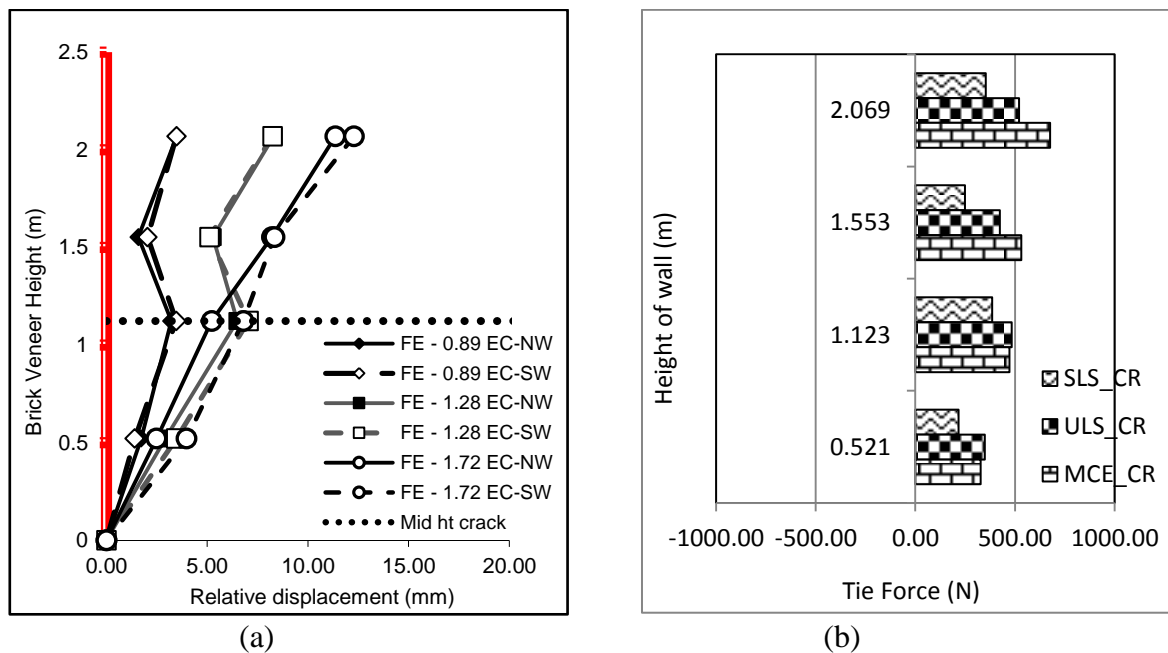 2.5
2
1.5
1
0.5
0
Brick Veneer Height (m)
FE - 0.89 EC-NW
FE - 0.89 EC-SW
FE - 1.28 EC-NW
FE - 1.28 EC-SW
FE - 1.72 EC-NW
FE - 1.72 EC-SW
Mid ht crack
0.00 5.00 10.00 15.00 20.00
Relative displacement (mm)
(a)
Height of wall (m)
2.069
1.553
1.123
0.521
SLS_CR
ULS_CR
MCE_CR
-1000.00 -500.00 0.00 500.00 1000.00
Tie Force (N)
(b)